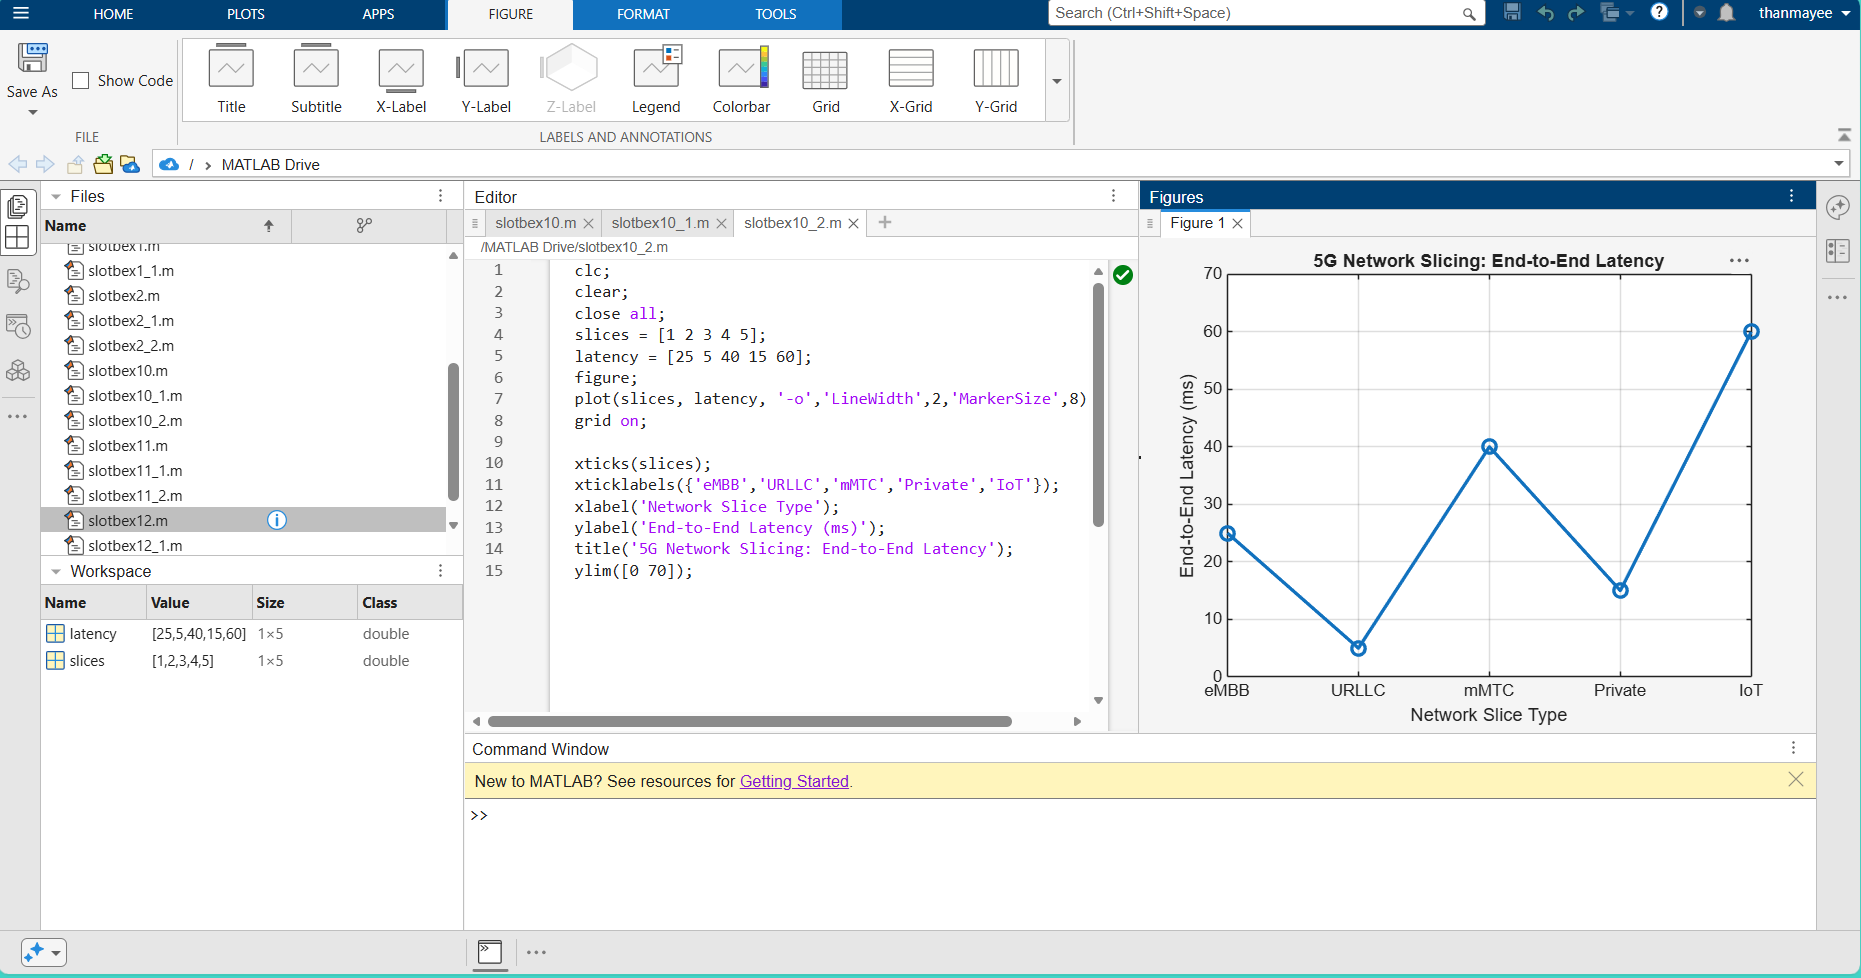 HOME PLOTS APPS FIGURE FORMAT TOOLS Search (Ctrl+Shift+Space) thanmayee
Save As
Show Code
FILE
Title Subtitle X-Label Y-Label Z-Label Legend Colorbar Grid X-Grid Y-Grid
LABELS AND ANNOTATIONS
/ › MATLAB Drive
Files
Name
slotbex1.m
slotbex1_1.m
slotbex2.m
slotbex2_1.m
slotbex2_2.m
slotbex10.m
slotbex10_1.m
slotbex10_2.m
slotbex11.m
slotbex11_1.m
slotbex11_2.m
slotbex12.m
slotbex12_1.m
Workspace
Name Value Size Class
latency [25,5,40,15,60] 1×5 double
slices [1,2,3,4,5] 1×5 double
Editor
slotbex10.m slotbex10_1.m slotbex10_2.m
/MATLAB Drive/slotbex10_2.m
1 clc;
2 clear;
3 close all;
4 slices = [1 2 3 4 5];
5 latency = [25 5 40 15 60];
6 figure;
7 plot(slices, latency, '-o','LineWidth',2,'MarkerSize',8)
8 grid on;
9
10 xticks(slices);
11 xticklabels({'eMBB','URLLC','mMTC','Private','IoT'});
12 xlabel('Network Slice Type');
13 ylabel('End-to-End Latency (ms)');
14 title('5G Network Slicing: End-to-End Latency');
15 ylim([0 70]);
Figures
Figure 1
5G Network Slicing: End-to-End Latency
70
60
50
40
30
20
10
0
End-to-End Latency (ms)
eMBB URLLC mMTC Private IoT
Network Slice Type
Command Window
New to MATLAB? See resources for Getting Started.
>>